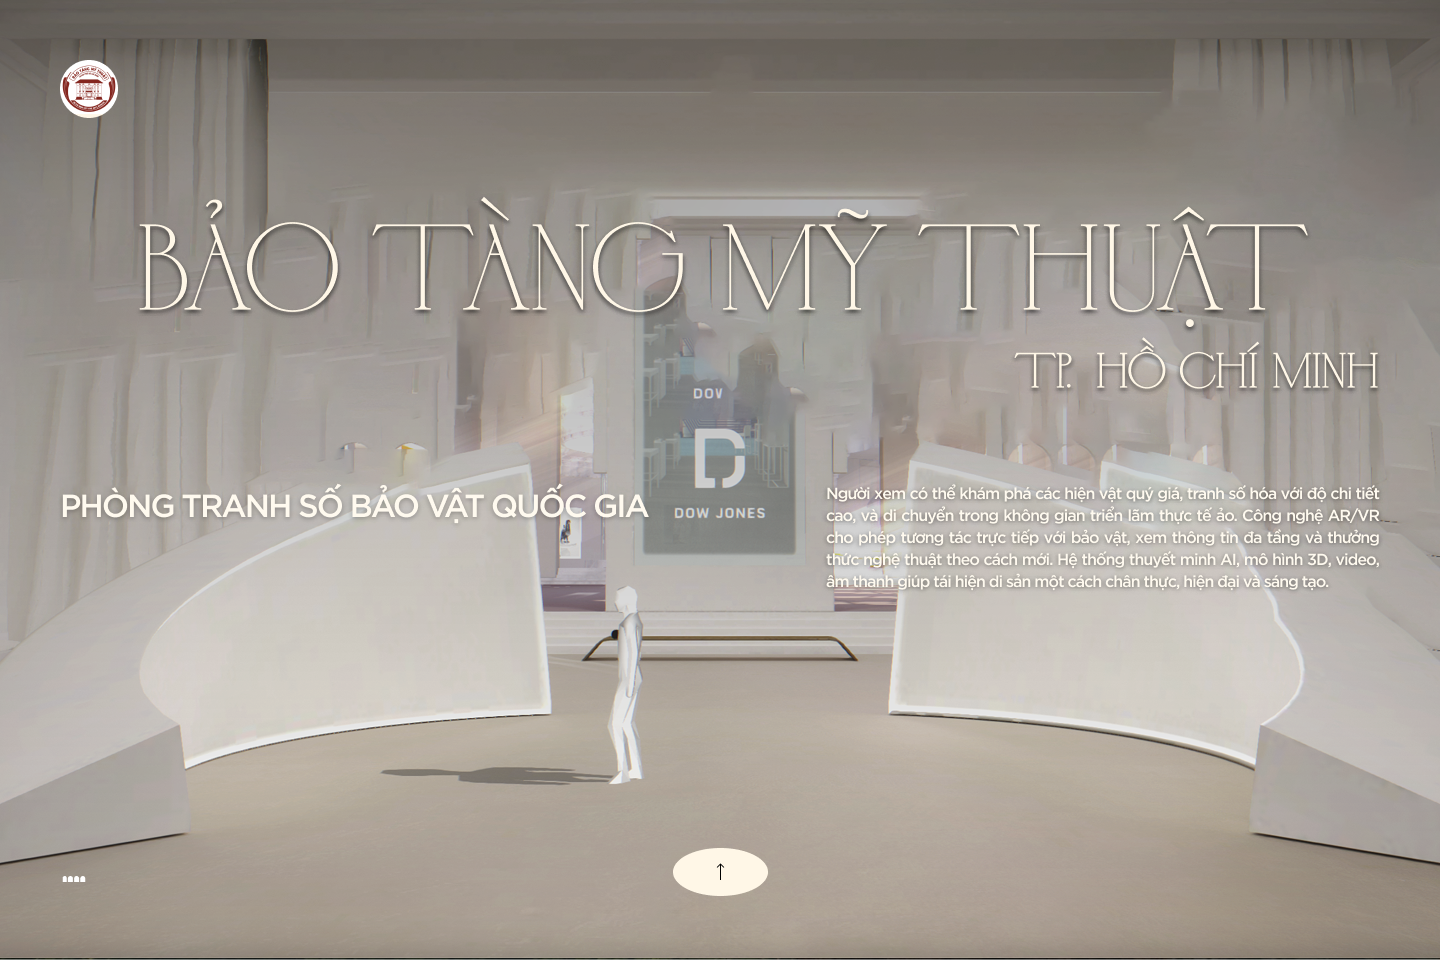 BẢO TÀNG MỸ THUẬT
BẢO TÀNG MỸ THUẬT
TP. HỒ CHÍ MINH
DOW
DOW JONES
PHÒNG TRANH SỐ BẢO VẬT QUỐC GIA
Người xem có thể khám phá các hiện vật quý giá, tranh số hóa với độ chi tiết
cao, và di chuyển trong không gian triển lãm thực tế ảo. Công nghệ AR/VR
cho phép tương tác trực tiếp với bảo vật, xem thông tin đa tầng và thưởng
thức nghệ thuật theo cách mới. Hệ thống thuyết minh AI, mô hình 3D, video,
âm thanh giúp tái hiện di sản một cách chân thực, hiện đại và sáng tạo.